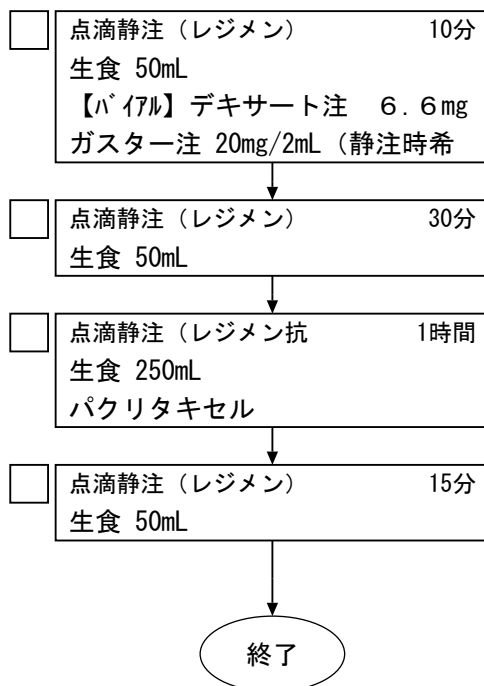 点滴静注（レジメン） 10分
生食 50mL
【ﾊﾞｲｱﾙ】デキサート注　６.６mg
ガスター注 20mg/2mL（静注時希
点滴静注（レジメン） 30分
生食 50mL
点滴静注（レジメン抗 1時間
生食 250mL
パクリタキセル
点滴静注（レジメン） 15分
生食 50mL
終了